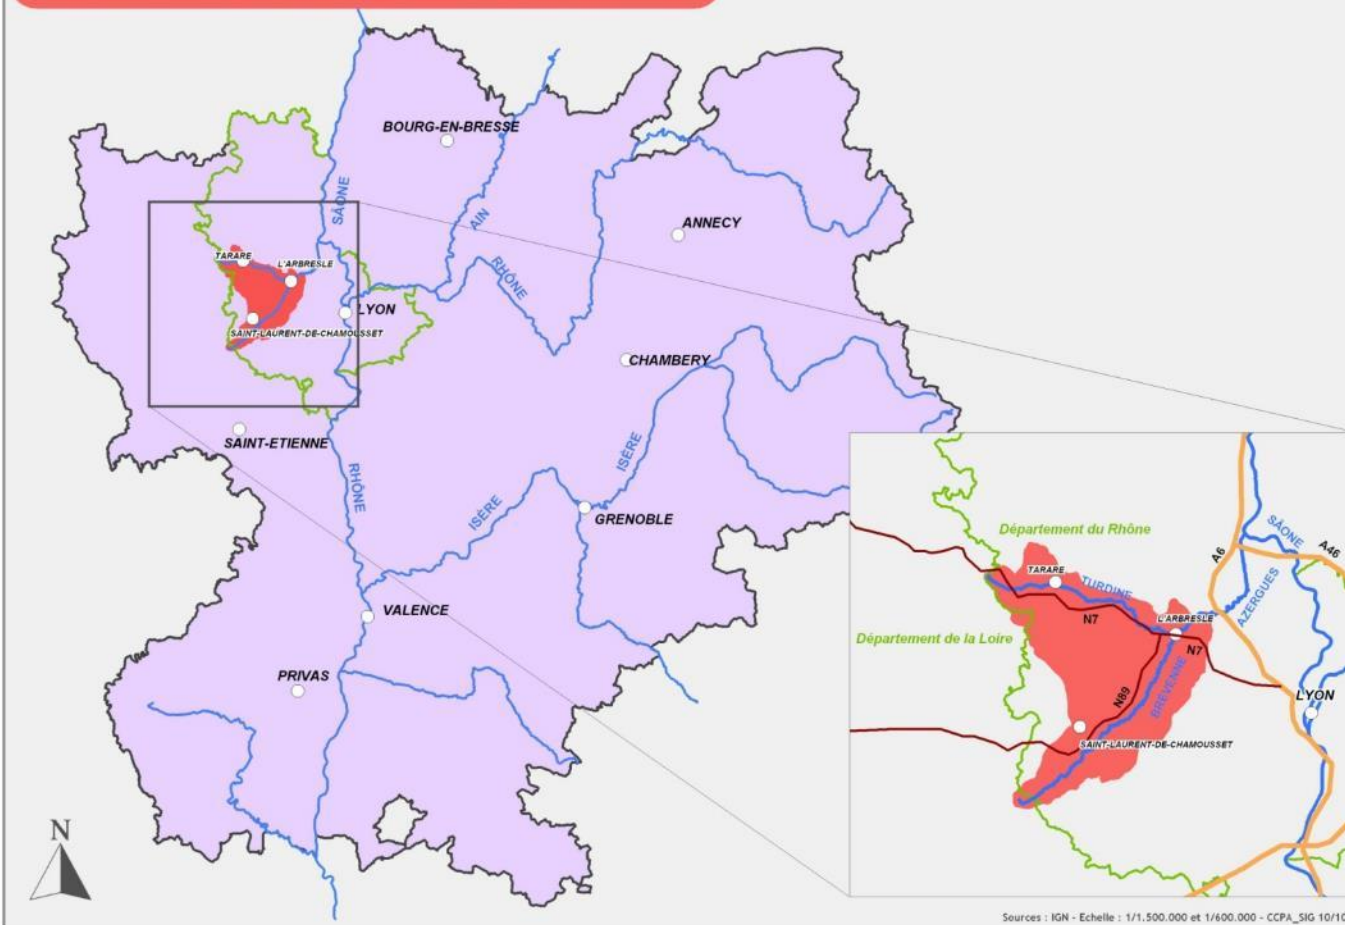 BOURG-EN-BRESSE
SAÔNE
AIN
ANNECY
TARARE
L'ARBRESLE
RHÔNE
LYON
SAINT-LAURENT-DE-CHAMOUSSET
CHAMBERY
SAINT-ETIENNE
RHÔNE
ISÈRE
ISÈRE
GRENOBLE
VALENCE
PRIVAS
N
Département du Rhône
SAÔNE
A6
A46
TARARE
TURDINE
AZERGUES
L'ARBRESLE
N7
Département de la Loire
N7
BREVENNE
N89
LYON
SAINT-LAURENT-DE-CHAMOUSSET
Sources : IGN - Echelle : 1/1.500.000 et 1/600.000 - CCPA_SIG 10/10